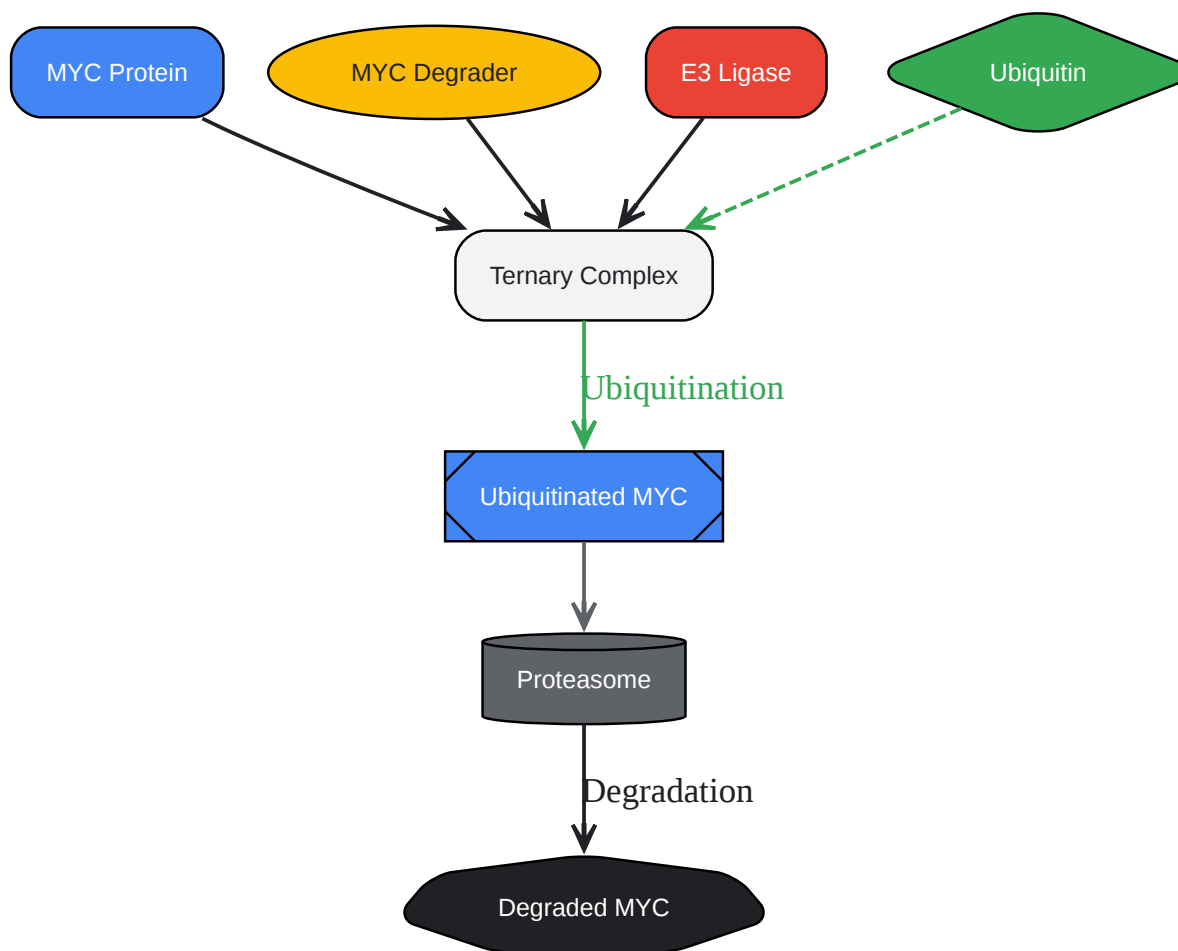 MYC Protein
MYC Degrader
E3 Ligase
Ubiquitin
Ternary Complex
Ubiquitination
Ubiquitinated MYC
Proteasome
Degradation
Degraded MYC